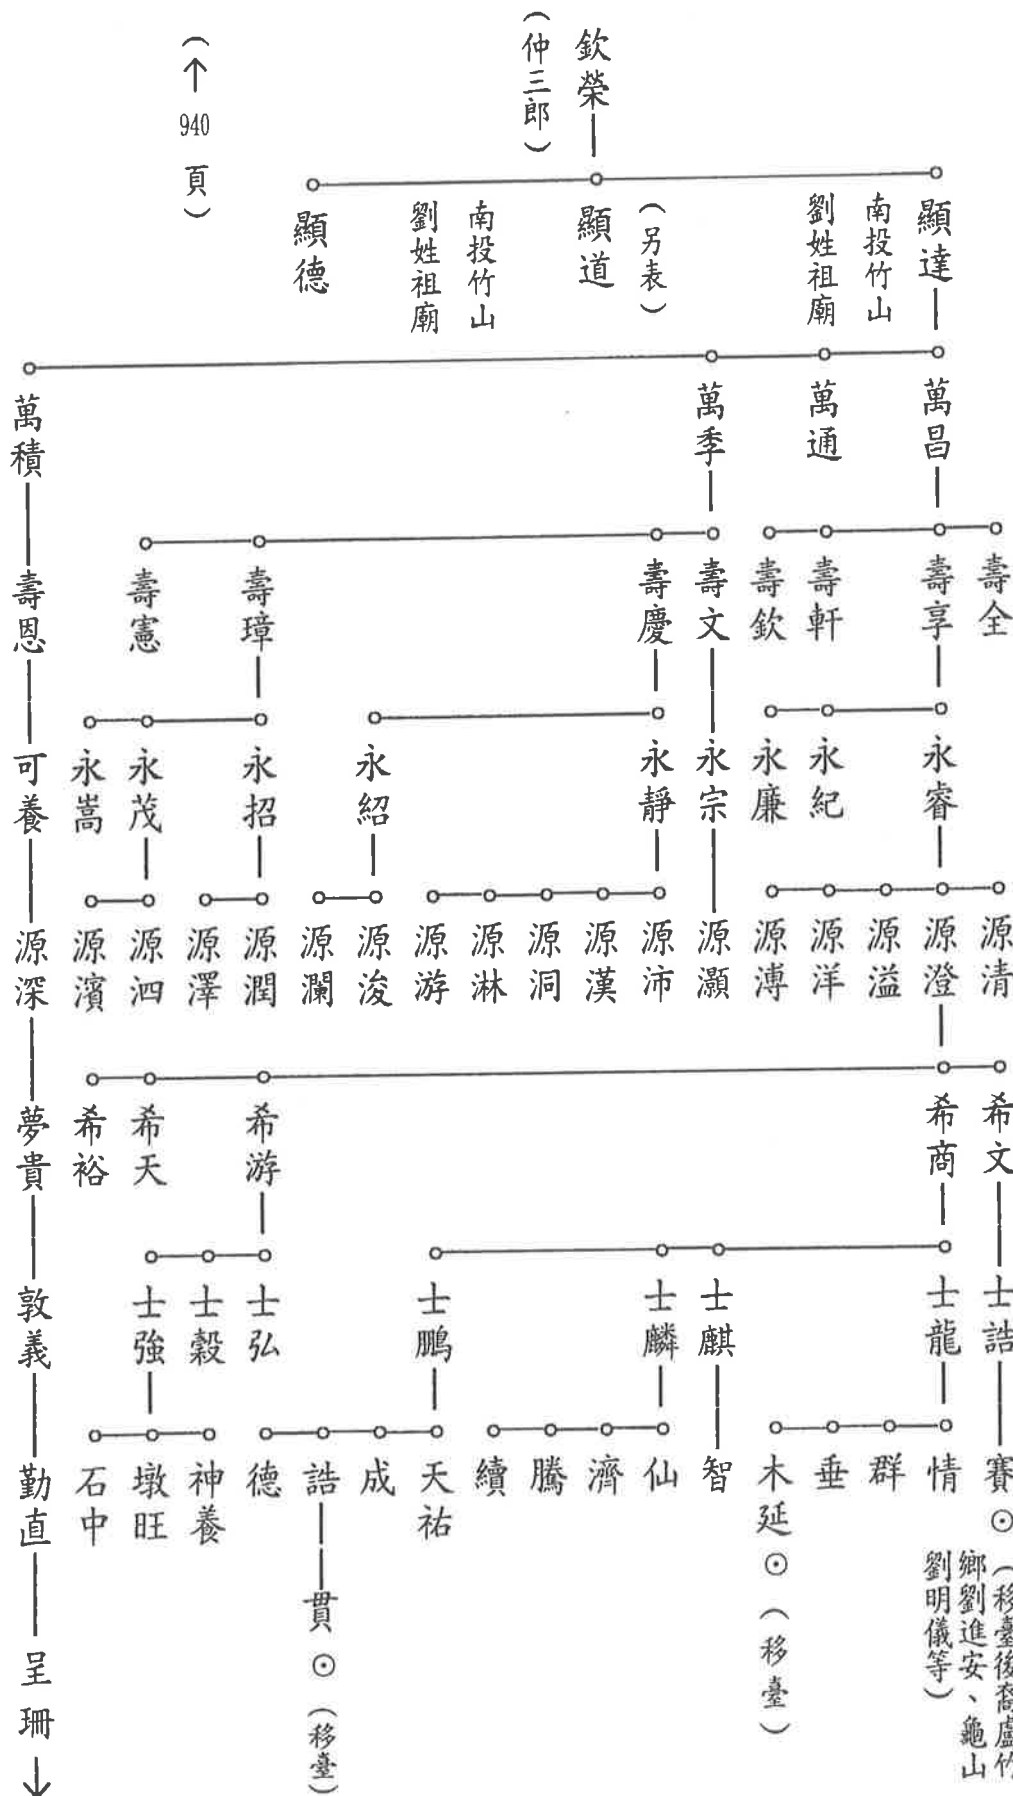 欽榮
（仲三郎）
（↑940頁）
顯達
南投竹山
劉姓祖廟
（另表）
顯道
南投竹山
劉姓祖廟
顯德
萬昌
萬通
萬季
萬積
壽全
壽享
壽軒
壽欽
壽文
壽慶
壽璋
壽憲
壽恩
永睿
永紀
永廉
永宗
永靜
永紹
永招
永茂
永嵩
可養
源清
源澄
源溢
源洋
源溥
源灝
源沛
源漢
源洞
源淋
源游
源浚
源瀾
源潤
源澤
源泗
源濱
源深
希文
希商
希游
希天
希裕
夢貴
士誥
士龍
士麒
士麟
士鵬
士弘
士穀
士強
敦義
賽⊙（移臺後裔盧竹
鄉劉進安、龜山
劉明儀等）
情
群
垂
木延⊙（移臺）
智
仙
濟
騰
續
天祐
成
誥
德
神養
墩旺
石中
勤直
貫⊙（移臺）
呈珊
↓